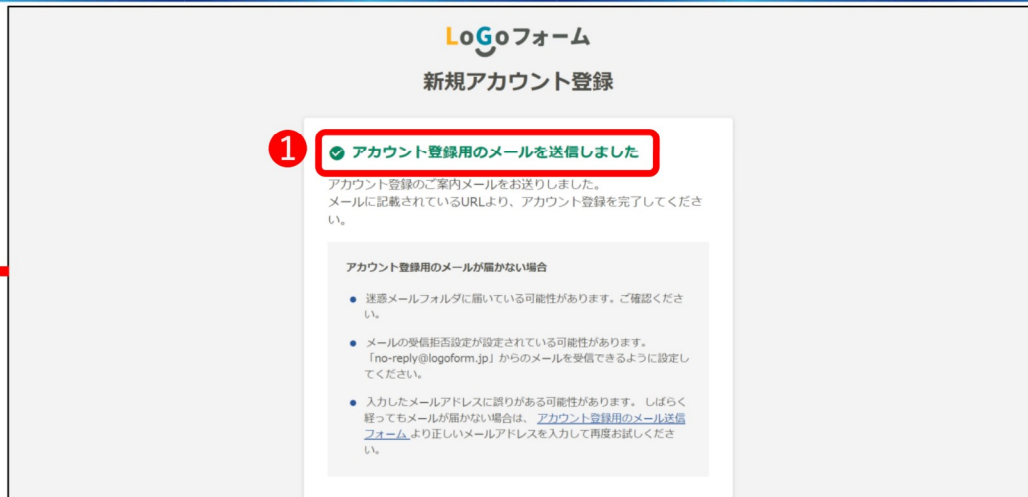 LoGoフォーム
新規アカウント登録
1
アカウント登録用のメールを送信しました
アカウント登録のご案内メールをお送りしました。
メールに記載されているURLより、アカウント登録を完了してくださ
い。
アカウント登録用のメールが届かない場合
迷惑メールフォルダに届いている可能性があります。ご確認くださ
い。
メールの受信拒否設定が設定されている可能性があります。
「no-reply@logoform.jp」からのメールを受信できるように設定し
てください。
入力したメールアドレスに誤りがある可能性があります。 しばらく
経ってもメールが届かない場合は、 アカウント登録用のメール送信
フォーム より正しいメールアドレスを入力して再度お試しくださ
い。